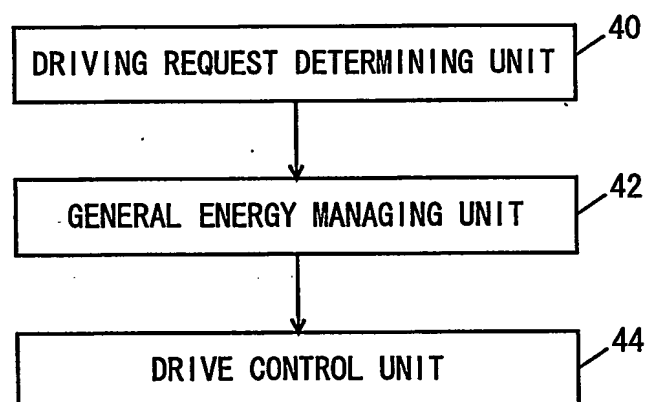 40
DRIVING REQUEST DETERMINING UNIT
42
GENERAL ENERGY MANAGING UNIT
44
DRIVE CONTROL UNIT